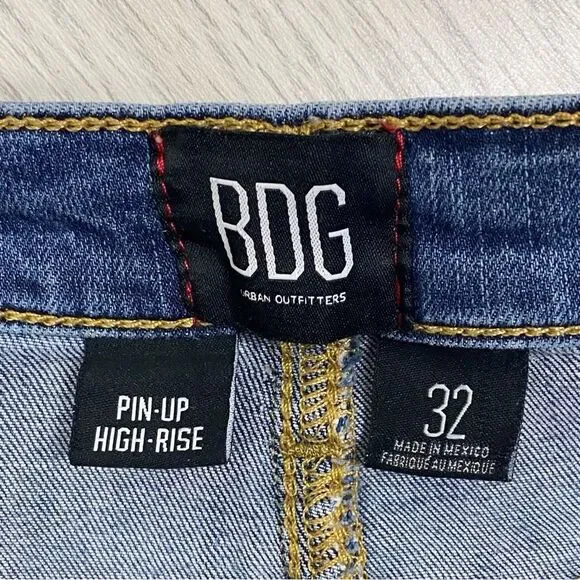 BDG
URBAN OUTFITTERS
PIN-UP
HIGH-RISE
32
MADE IN MEXICO
FABRIQUÉ AU MEXIQUE